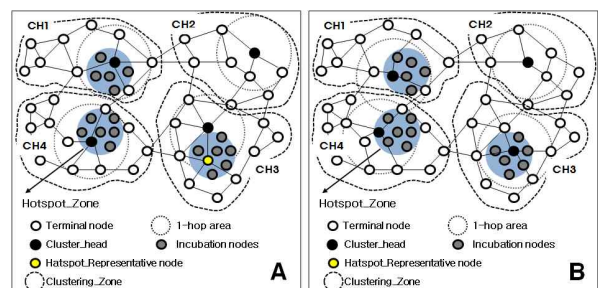 CH1
CH2
CH4
CH3
Hotspot_Zone
Terminal node
1-hop area
Cluster_head
Incubation nodes
Hatspot_Representative node
Clustering_Zone
A
CH1
CH2
CH4
CH3
Hotspot_Zone
Terminal node
1-hop area
Cluster_head
Incubation nodes
Hatspot_Representative node
Clustering_Zone
B